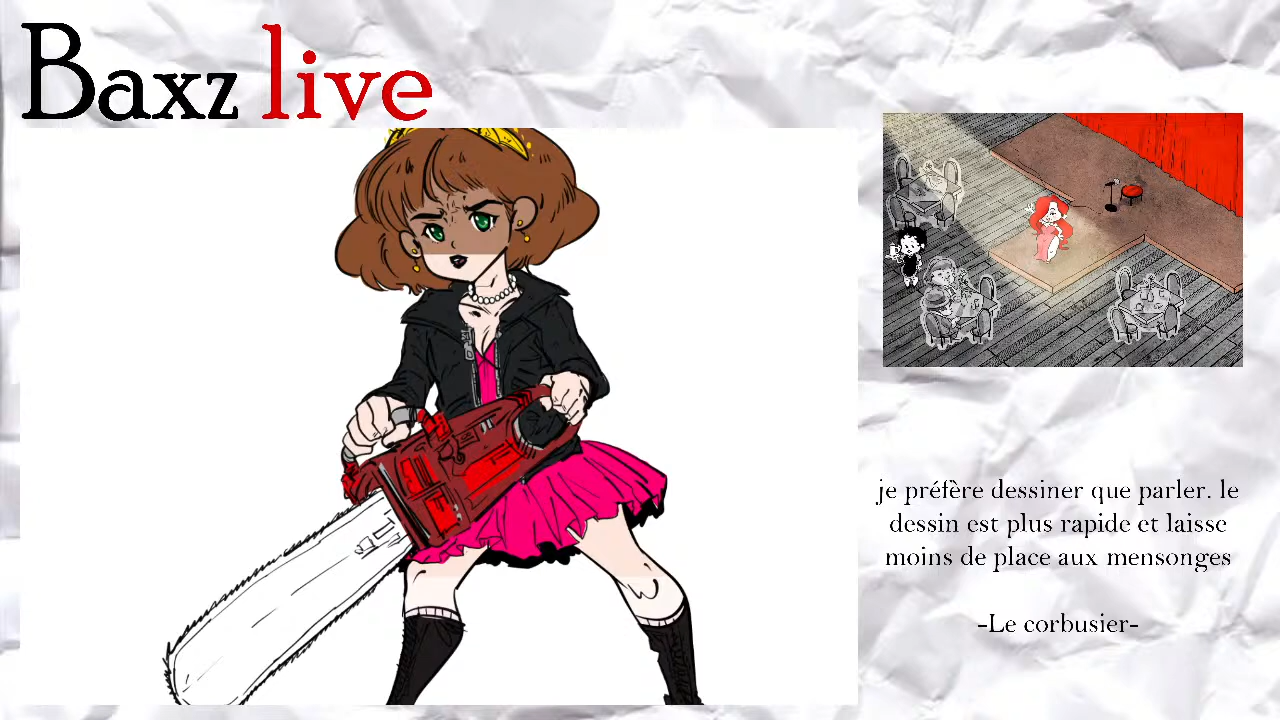 Baxz live
je préfère dessiner que parler. le
dessin est plus rapide et laisse
moins de place aux mensonges
-Le corbusier-